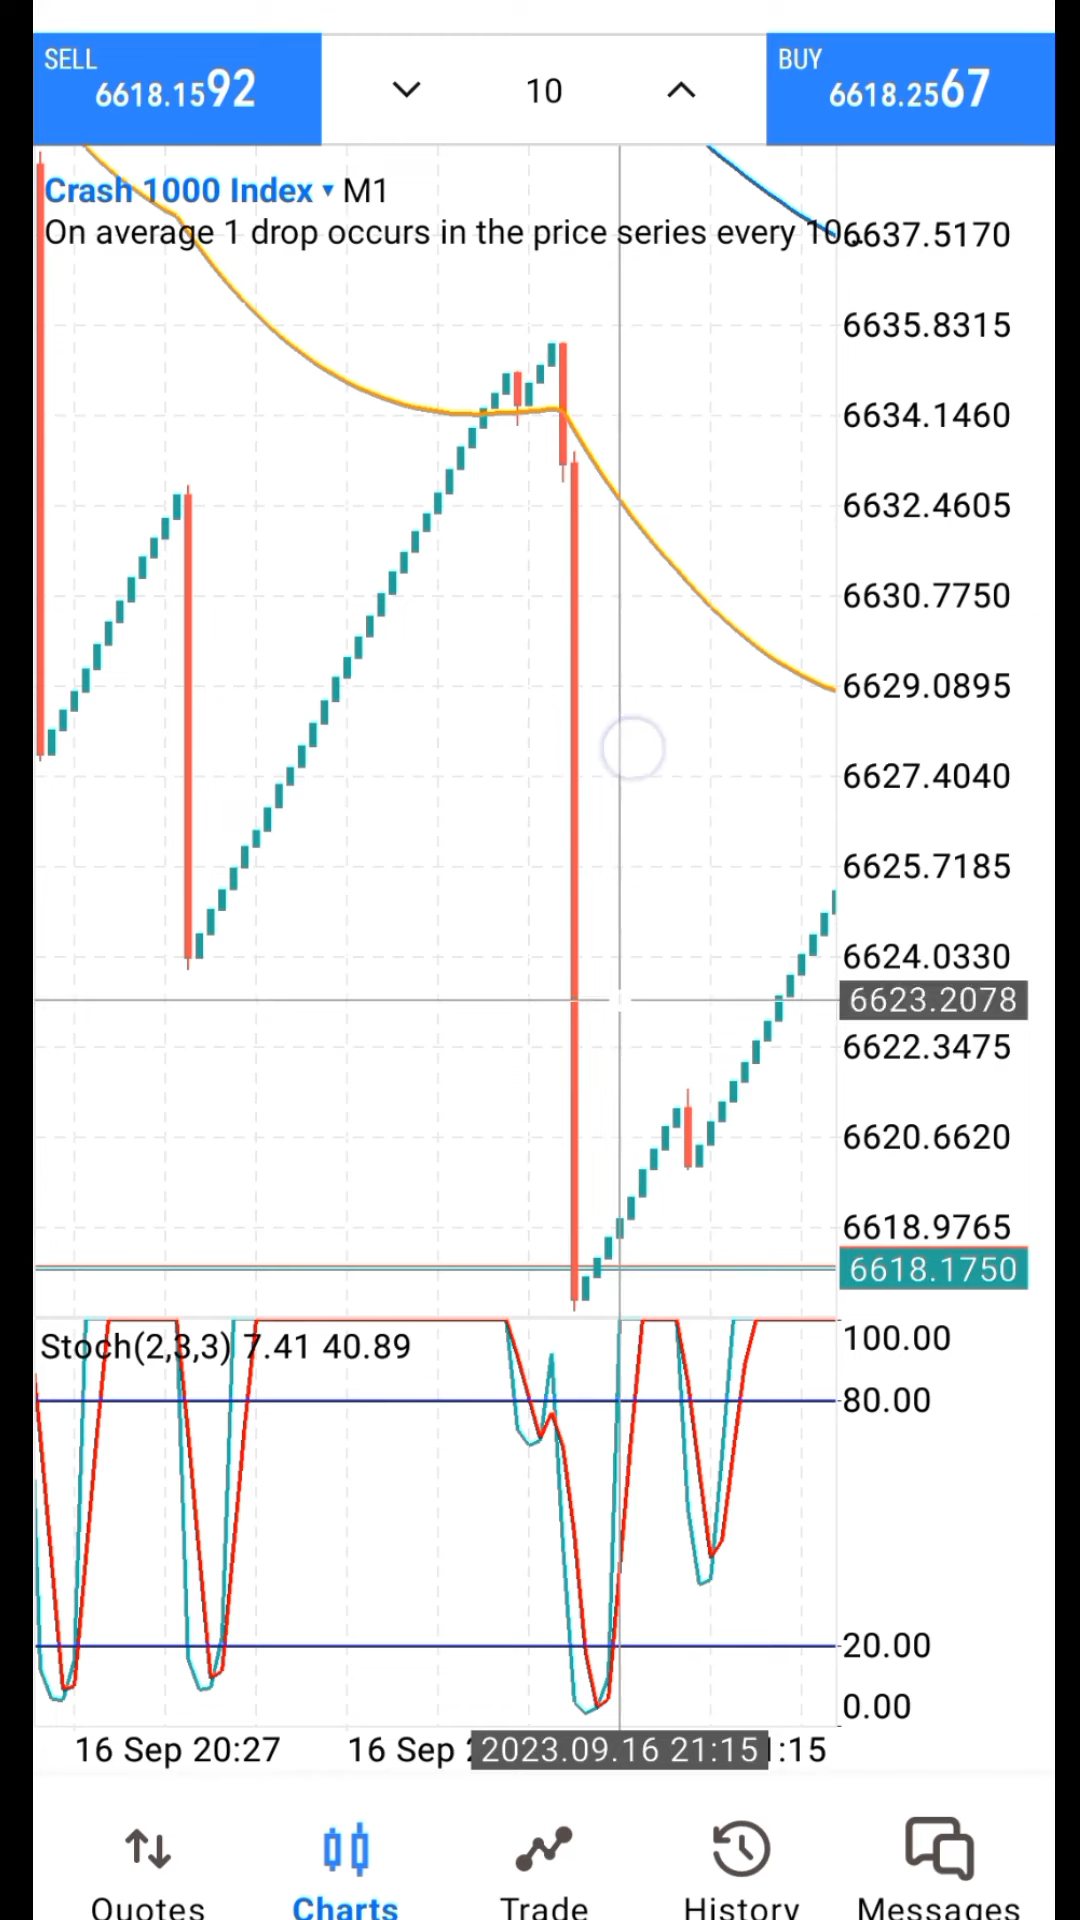 SELL
6618.1592
10
BUY
6618.2567
Crash 1000 Index ▾ M1
On average 1 drop occurs in the price series every 10...
6637.5170
6635.8315
6634.1460
6632.4605
6630.7750
6629.0895
6627.4040
6625.7185
6624.0330
6623.2078
6622.3475
6620.6620
6618.9765
6618.1750
Stoch(2,3,3) 7.41 40.89
100.00
80.00
20.00
0.00
16 Sep 20:27
16 Sep
2023.09.16 21:15
:15
Quotes
Charts
Trade
History
Messages